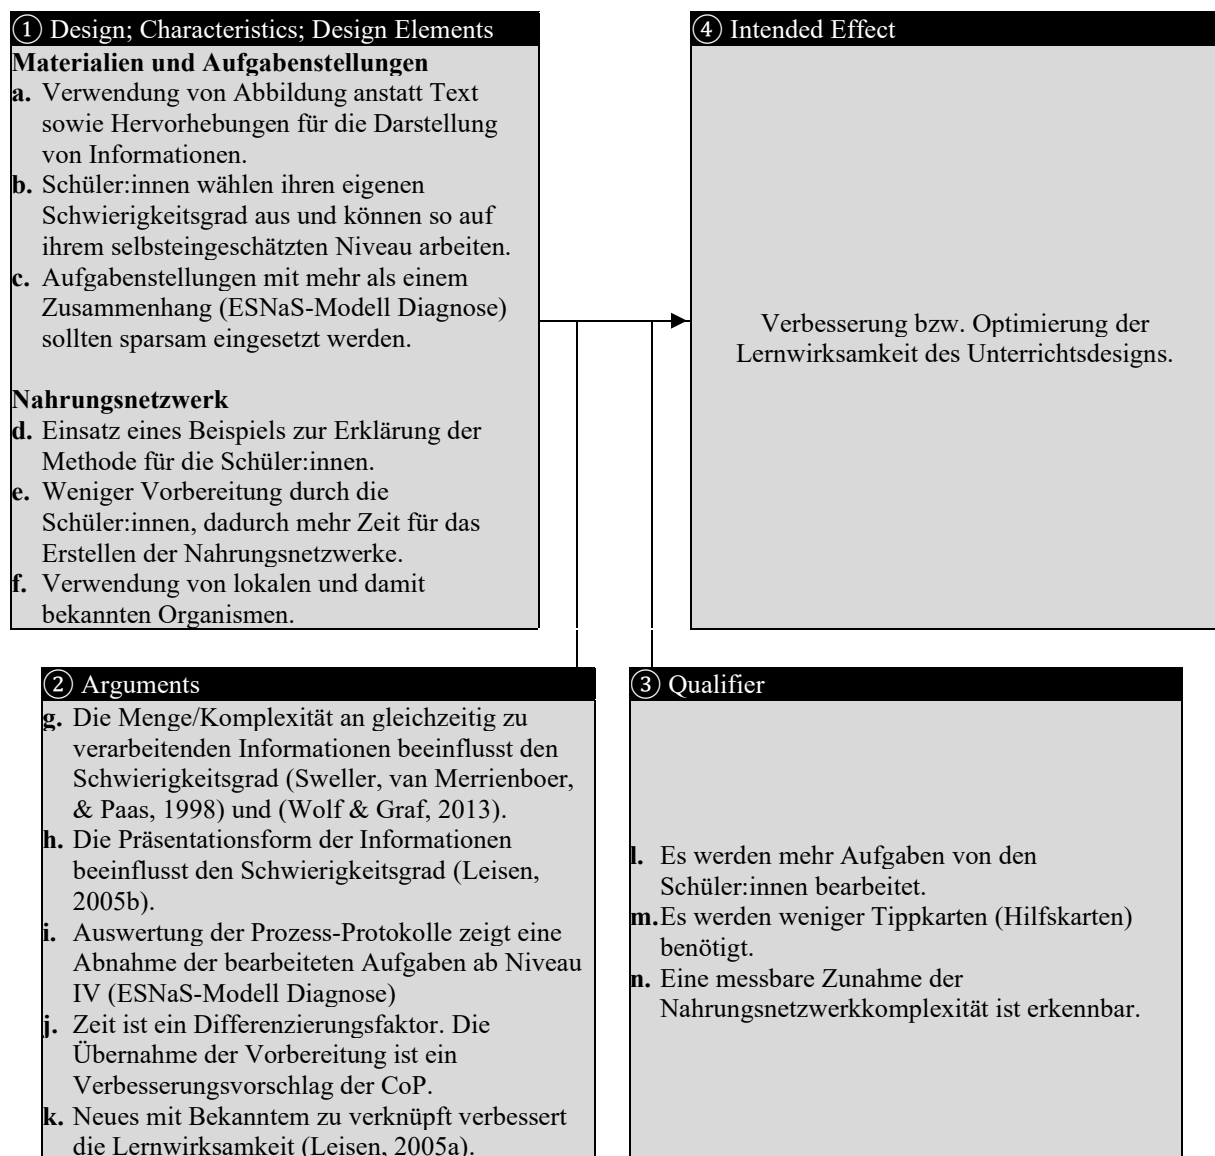 ① Design; Characteristics; Design Elements
Materialien und Aufgabenstellungen
a. Verwendung von Abbildung anstatt Text
sowie Hervorhebungen für die Darstellung
von Informationen.
b. Schüler:innen wählen ihren eigenen
Schwierigkeitsgrad aus und können so auf
ihrem selbsteingeschätzten Niveau arbeiten.
c. Aufgabenstellungen mit mehr als einem
Zusammenhang (ESNaS-Modell Diagnose)
sollten sparsam eingesetzt werden.
Nahrungsnetzwerk
d. Einsatz eines Beispiels zur Erklärung der
Methode für die Schüler:innen.
e. Weniger Vorbereitung durch die
Schüler:innen, dadurch mehr Zeit für das
Erstellen der Nahrungsnetzwerke.
f. Verwendung von lokalen und damit
bekannten Organismen.
④ Intended Effect
Verbesserung bzw. Optimierung der
Lernwirksamkeit des Unterrichtsdesigns.
② Arguments
g. Die Menge/Komplexität an gleichzeitig zu
verarbeitenden Informationen beeinflusst den
Schwierigkeitsgrad (Sweller, van Merrienboer,
& Paas, 1998) und (Wolf & Graf, 2013).
h. Die Präsentationsform der Informationen
beeinflusst den Schwierigkeitsgrad (Leisen,
2005b).
i. Auswertung der Prozess-Protokolle zeigt eine
Abnahme der bearbeiteten Aufgaben ab Niveau
IV (ESNaS-Modell Diagnose)
j. Zeit ist ein Differenzierungsfaktor. Die
Übernahme der Vorbereitung ist ein
Verbesserungsvorschlag der CoP.
k. Neues mit Bekanntem zu verknüpft verbessert
die Lernwirksamkeit (Leisen, 2005a).
③ Qualifier
l. Es werden mehr Aufgaben von den
Schüler:innen bearbeitet.
m. Es werden weniger Tippkarten (Hilfskarten)
benötigt.
n. Eine messbare Zunahme der
Nahrungsnetzwerkkomplexität ist erkennbar.